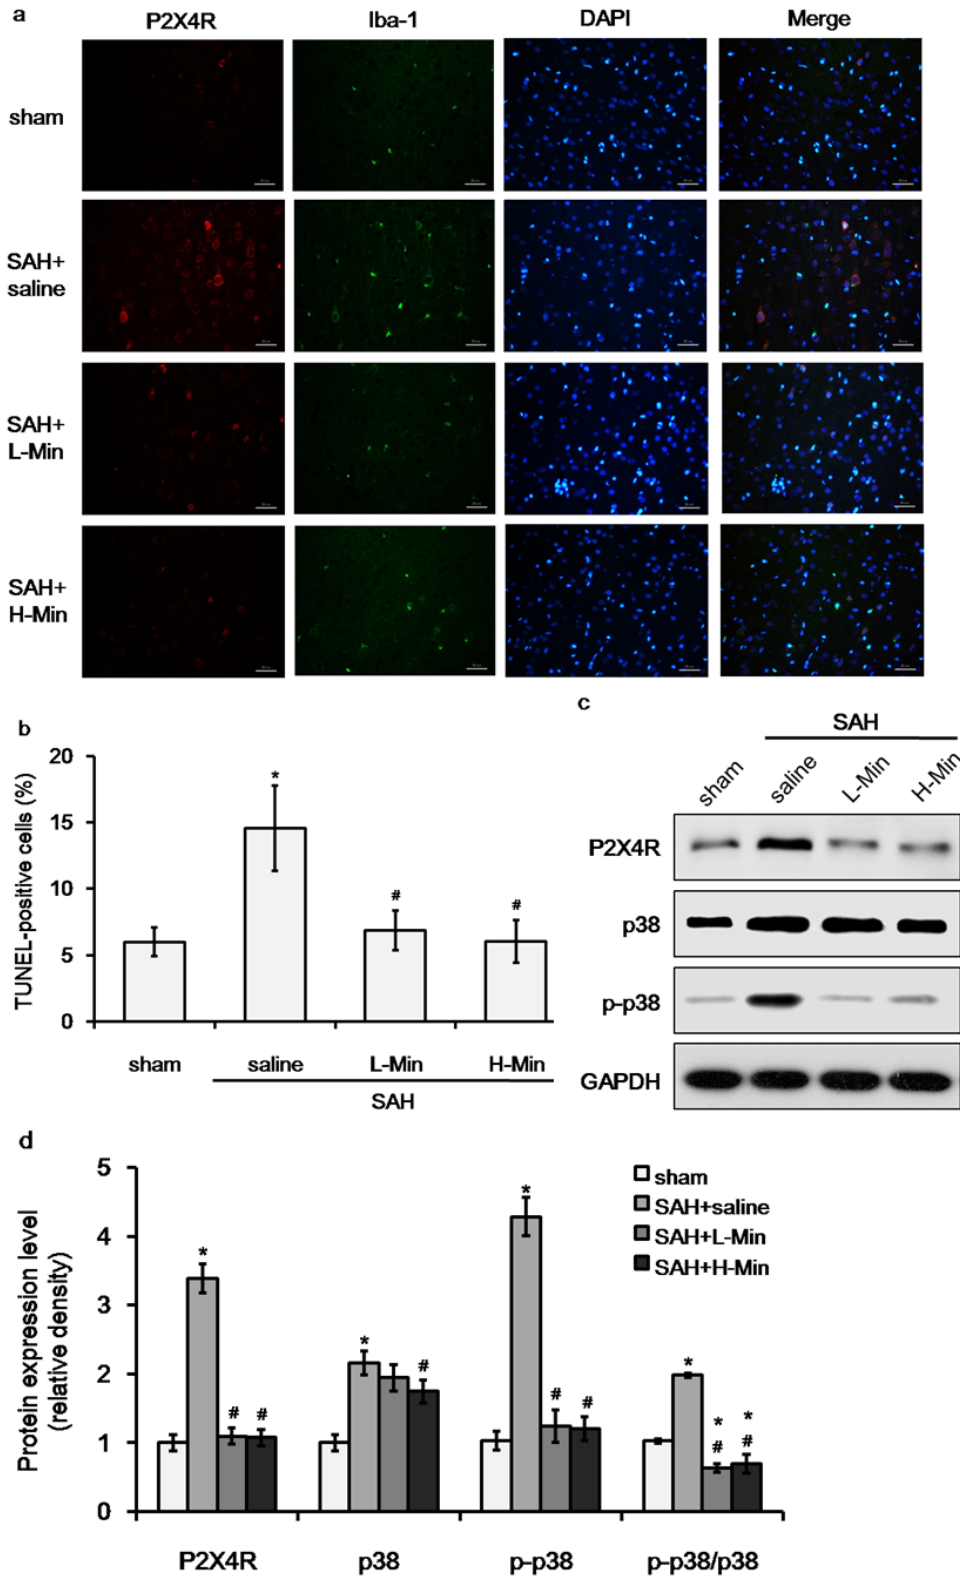 a
P2X4R Iba-1 DAPI Merge
sham
SAH+
saline
SAH+
L-Min
SAH+
H-Min
b
TUNEL-positive cells (%)
20
15
10
5
0
*
#
#
sham saline L-Min H-Min
SAH
c
SAH
sham saline L-Min H-Min
P2X4R
p38
p-p38
GAPDH
d
Protein expression level
(relative density)
5
4
3
2
1
0
sham
SAH+saline
SAH+L-Min
SAH+H-Min
*
# #
*
#
*
# #
*
* *
# #
P2X4R p38 p-p38 p-p38/p38